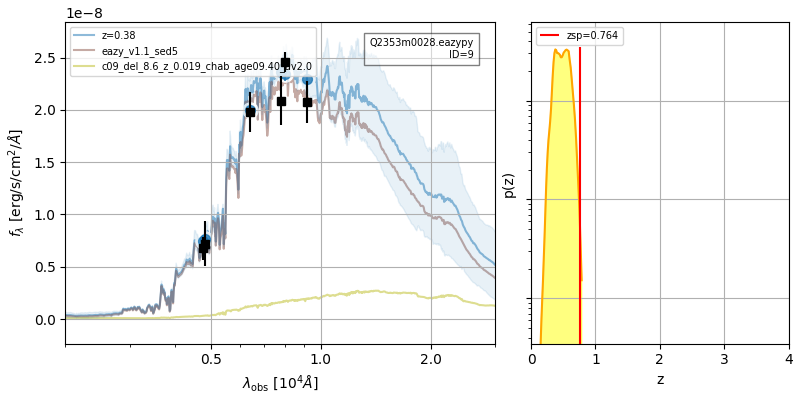 1e−8
z=0.38
eazy_v1.1_sed5
c09_del_8.6_z_0.019_chab_age09.40_av2.0
Q2353m0028.eazypy
ID=9
2.5
2.0
1.5
1.0
0.5
0.0
f_λ [erg/s/cm²/Å]
0.5 1.0 2.0
λ_obs [10⁴Å]
zsp=0.764
p(z)
0 1 2 3 4
z